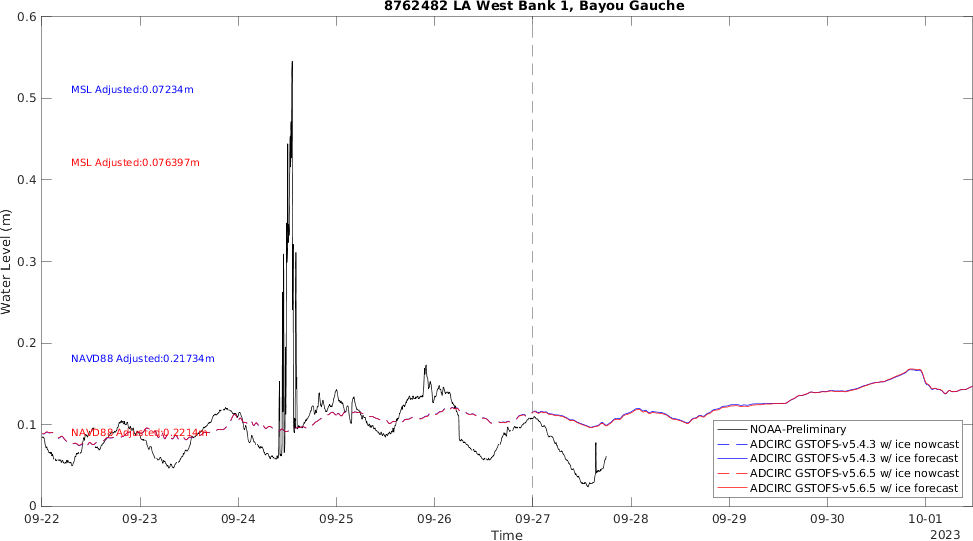 8762482 LA West Bank 1, Bayou Gauche
0.6
0.5
0.4
0.3
0.2
0.1
0
Water Level (m)
MSL Adjusted:0.07234m
MSL Adjusted:0.076397m
NAVD88 Adjusted:0.21734m
NAVD88 Adjusted:0.2214m
NOAA-Preliminary
ADCIRC GSTOFS-v5.4.3 w/ ice nowcast
ADCIRC GSTOFS-v5.4.3 w/ ice forecast
ADCIRC GSTOFS-v5.6.5 w/ ice nowcast
ADCIRC GSTOFS-v5.6.5 w/ ice forecast
09-22 09-23 09-24 09-25 09-26 09-27 09-28 09-29 09-30 10-01
Time
2023